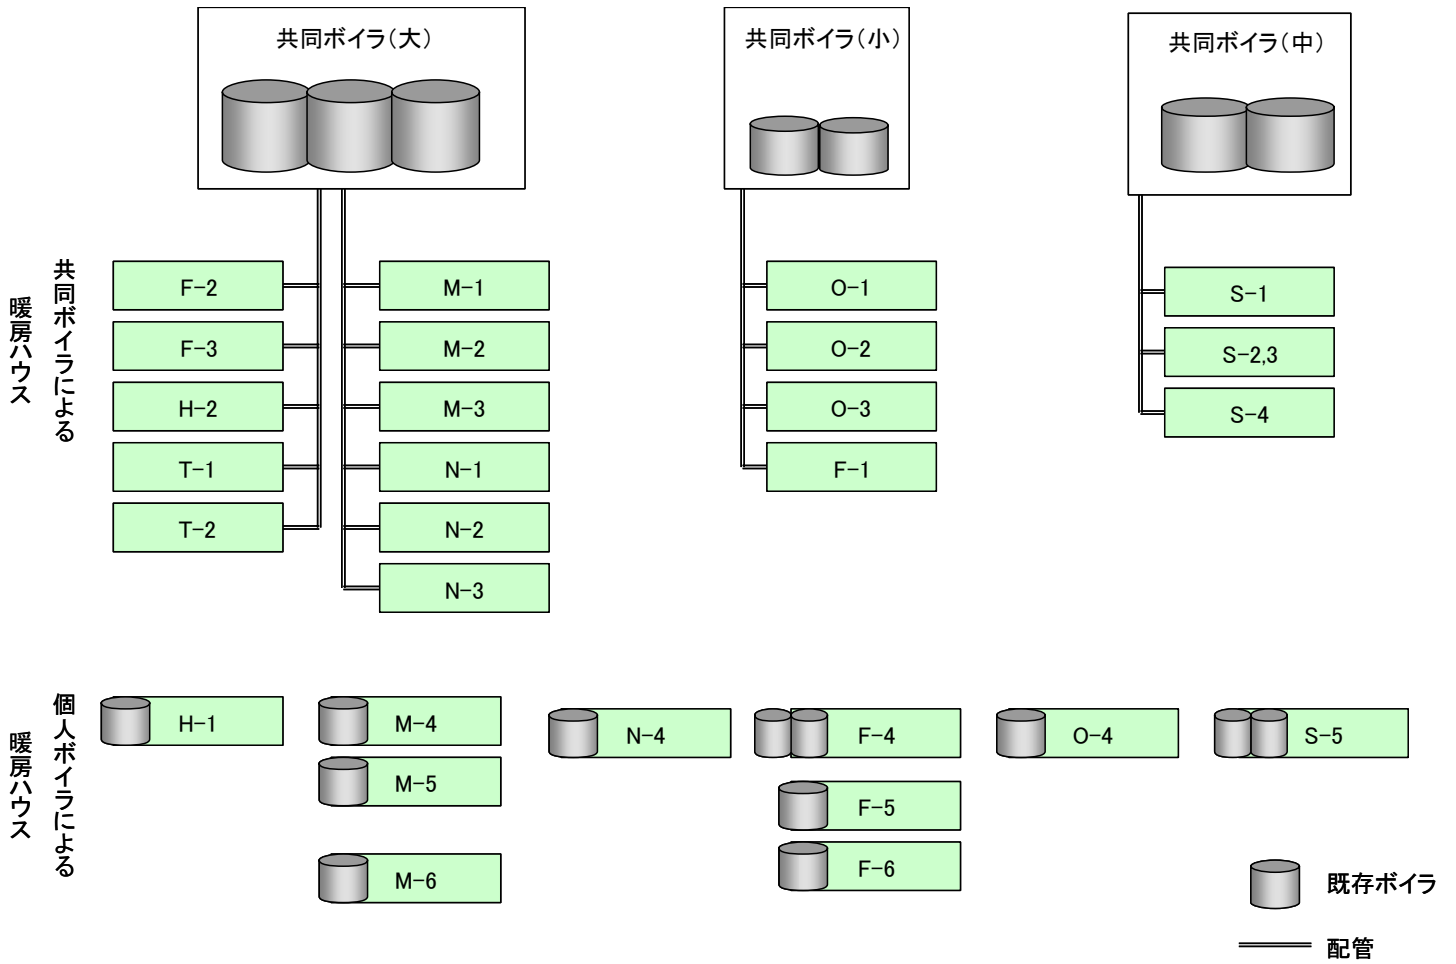 共同ボイラ(大)
共同ボイラ(小)
共同ボイラ(中)
共同ボイラによる
暖房ハウス
F-2
F-3
H-2
T-1
T-2
M-1
M-2
M-3
N-1
N-2
N-3
O-1
O-2
O-3
F-1
S-1
S-2,3
S-4
個人ボイラによる
暖房ハウス
H-1
M-4
M-5
M-6
N-4
F-4
F-5
F-6
O-4
S-5
既存ボイラ
配管